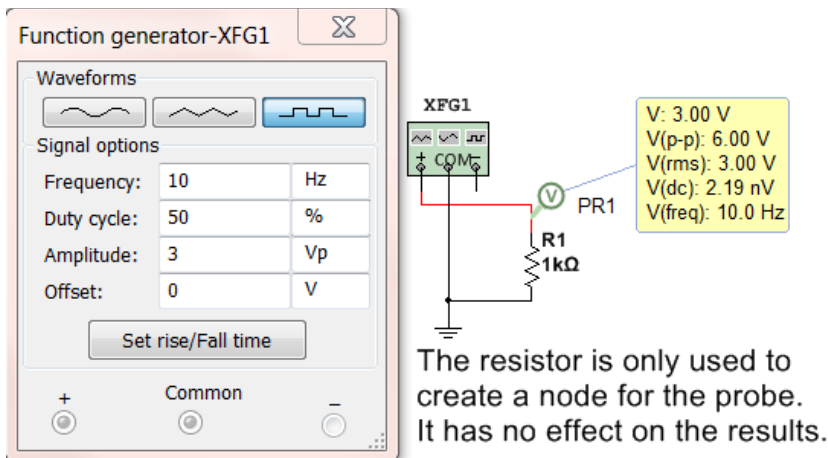 Function generator-XFG1
Waveforms
Signal options
Frequency: 10 Hz
Duty cycle: 50 %
Amplitude: 3 Vp
Offset: 0 V
Set rise/Fall time
+ Common -
XFG1
+ COM -
PR1
V: 3.00 V
V(p-p): 6.00 V
V(rms): 3.00 V
V(dc): 2.19 nV
V(freq): 10.0 Hz
V
R1
1kΩ
The resistor is only used to
create a node for the probe.
It has no effect on the results.